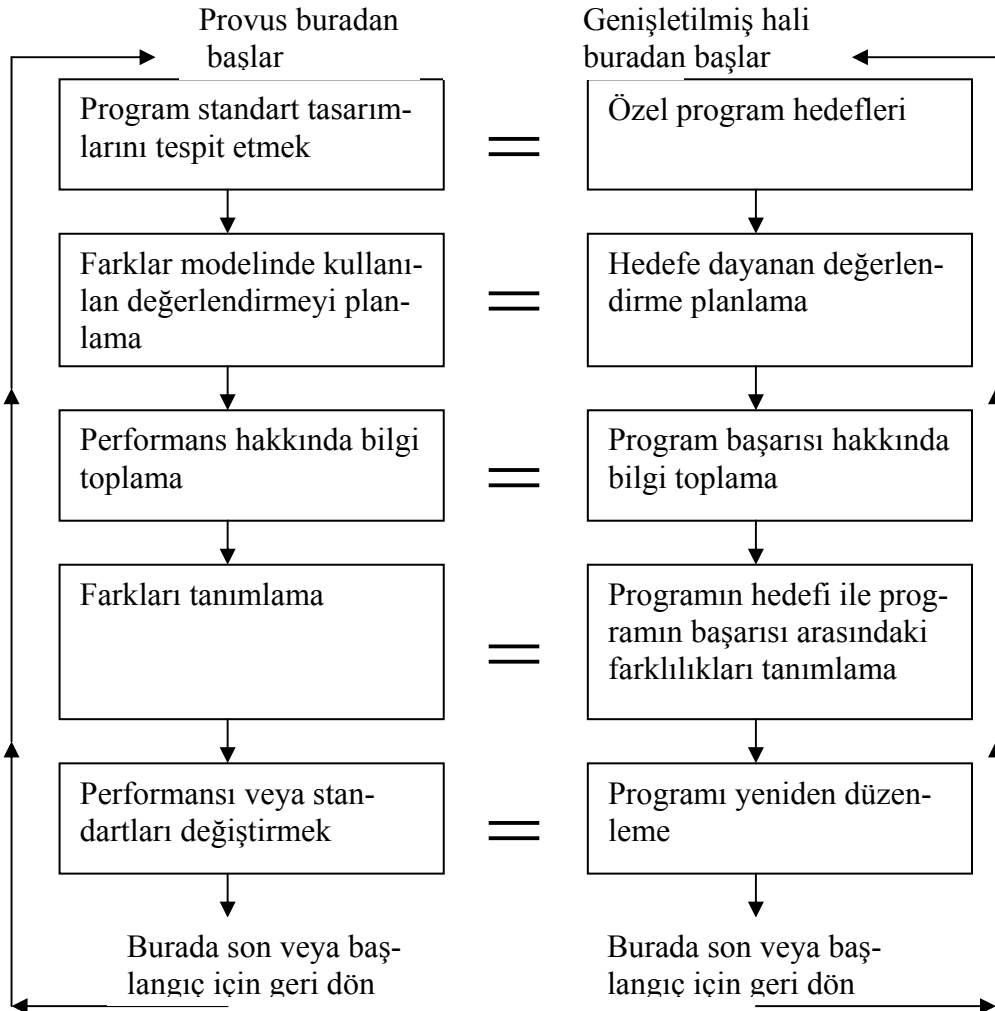 Provus buradan
başlar
Genişletilmiş hali
buradan başlar
Program standart tasarım-
larını tespit etmek
=
Özel program hedefleri
Farklar modelinde kullanı-
lan değerlendirmeyi plan-
lama
=
Hedefe dayanan değerlen-
dirme planlama
Performans hakkında bilgi
toplama
=
Program başarısı hakkında
bilgi toplama
Farkları tanımlama
=
Programın hedefi ile prog-
ramın başarısı arasındaki
farklılıkları tanımlama
Performansı veya stan-
dartları değiştirmek
=
Programı yeniden düzen-
leme
Burada son veya baş-
langıç için geri dön
Burada son veya baş-
langıç için geri dön